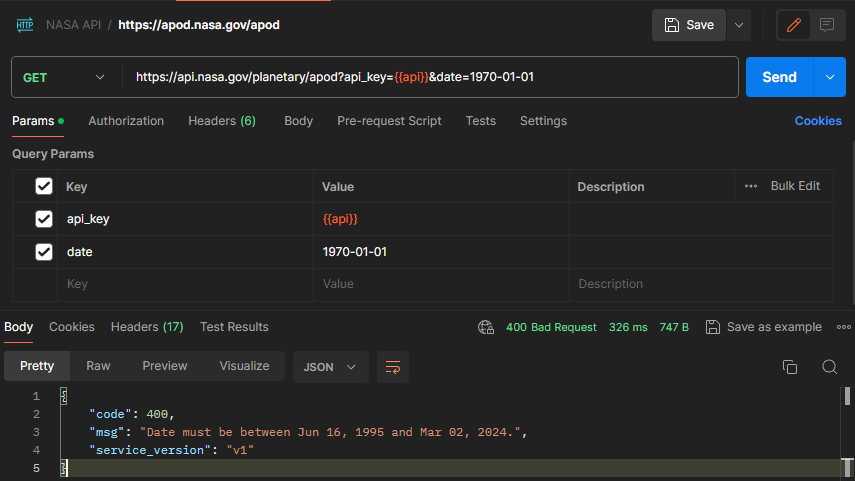 HTTP NASA API / https://apod.nasa.gov/apod Save
GET https://api.nasa.gov/planetary/apod?api_key={{api}}&date=1970-01-01 Send
Params Authorization Headers (6) Body Pre-request Script Tests Settings Cookies
Query Params
Key Value Description ••• Bulk Edit
api_key {{api}}
date 1970-01-01
Key Value Description
Body Cookies Headers (17) Test Results 400 Bad Request 326 ms 747 B Save as example
Pretty Raw Preview Visualize JSON
1 {
2 "code": 400,
3 "msg": "Date must be between Jun 16, 1995 and Mar 02, 2024.",
4 "service_version": "v1"
5 }